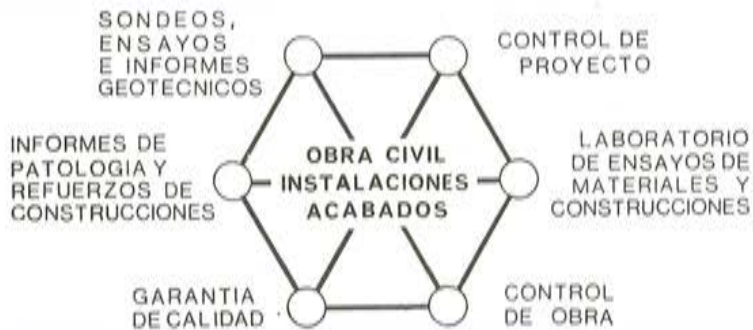 SONDEOS,
ENSAYOS
E INFORMES
GEOTECNICOS
CONTROL DE
PROYECTO
INFORMES DE
PATOLOGIA Y
REFUERZOS DE
CONSTRUCCIONES
OBRA CIVIL
INSTALACIONES
ACABADOS
LABORATORIO
DE ENSAYOS DE
MATERIALES Y
CONSTRUCCIONES
GARANTIA
DE CALIDAD
CONTROL
DE OBRA